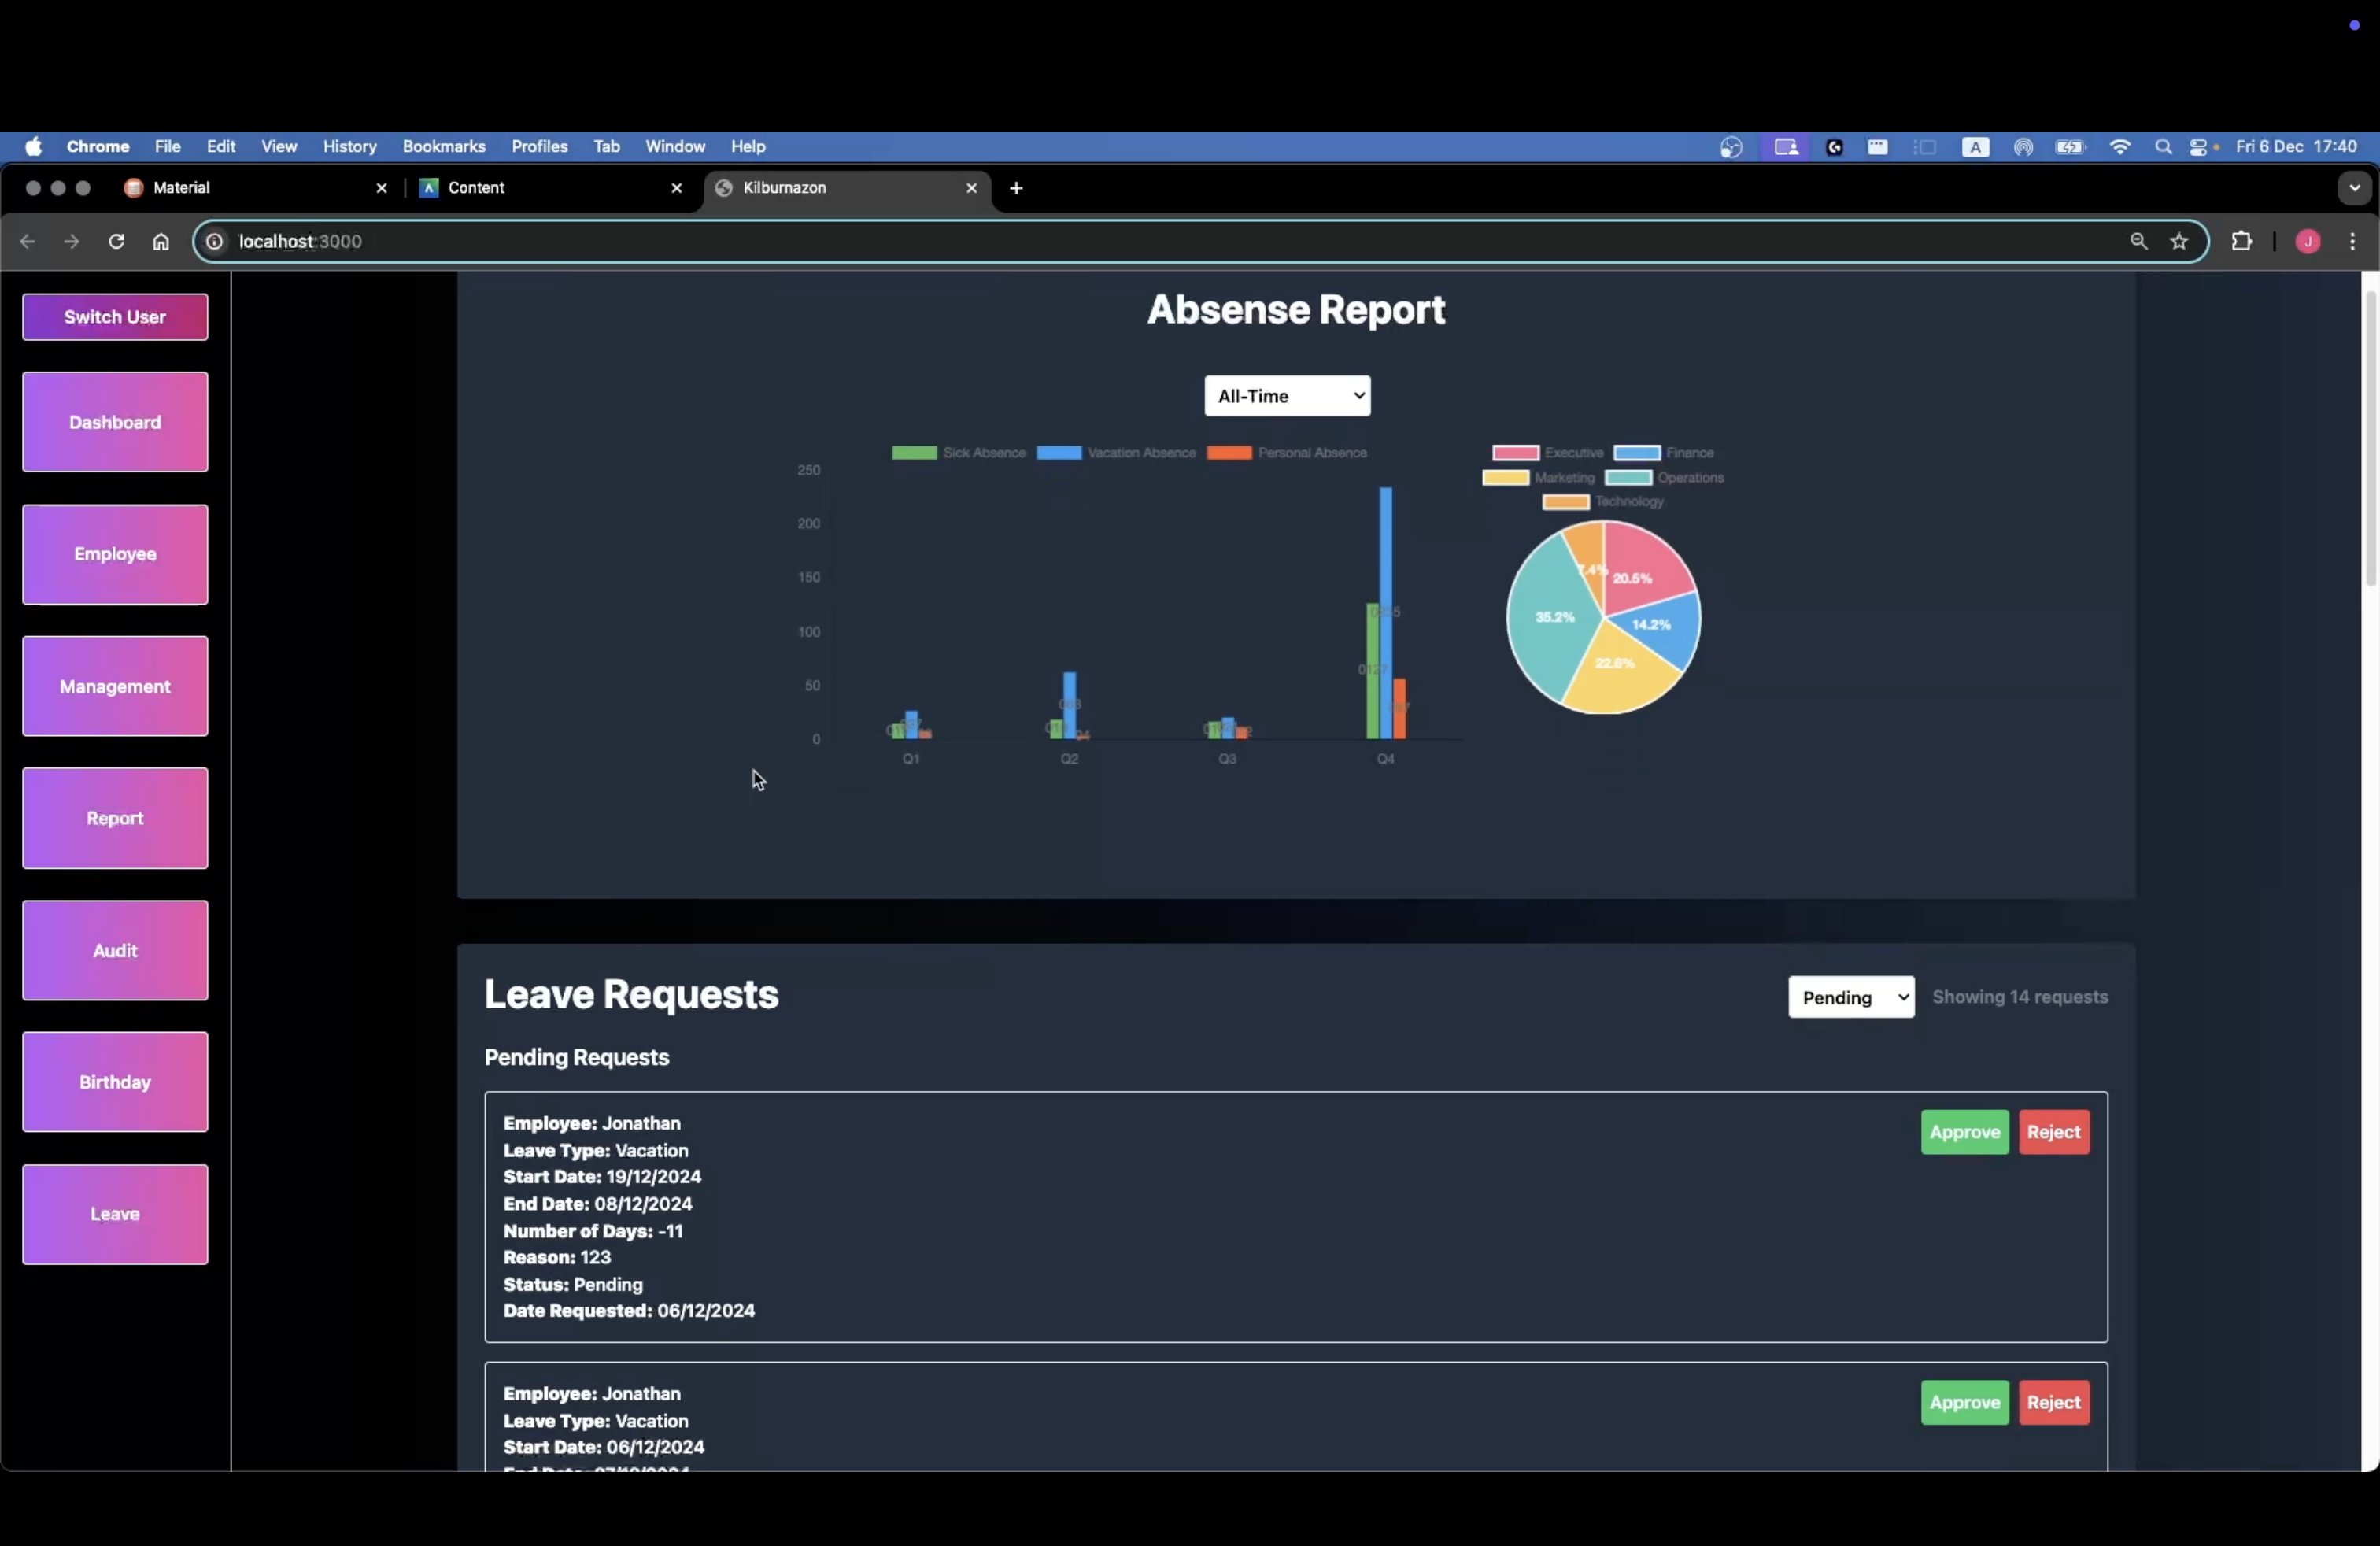 Chrome File Edit View History Bookmarks Profiles Tab Window Help A Fri 6 Dec 17:40
Material Content Kilburnazon
localhost:3000 J
Switch User
Dashboard
Employee
Management
Report
Audit
Birthday
Leave
Absense Report
All-Time
Sick Absence Vacation Absence Personal Absence
250
200
150
100
50
0
Q1 Q2 Q3 Q4
Executive Finance
Marketing Operations
Technology
7.4% 20.5%
35.2% 14.2%
22.6%
Leave Requests
Pending Showing 14 requests
Pending Requests
Employee: Jonathan
Leave Type: Vacation
Start Date: 19/12/2024
End Date: 08/12/2024
Number of Days: -11
Reason: 123
Status: Pending
Date Requested: 06/12/2024
Approve Reject
Employee: Jonathan
Leave Type: Vacation
Start Date: 06/12/2024
Approve Reject